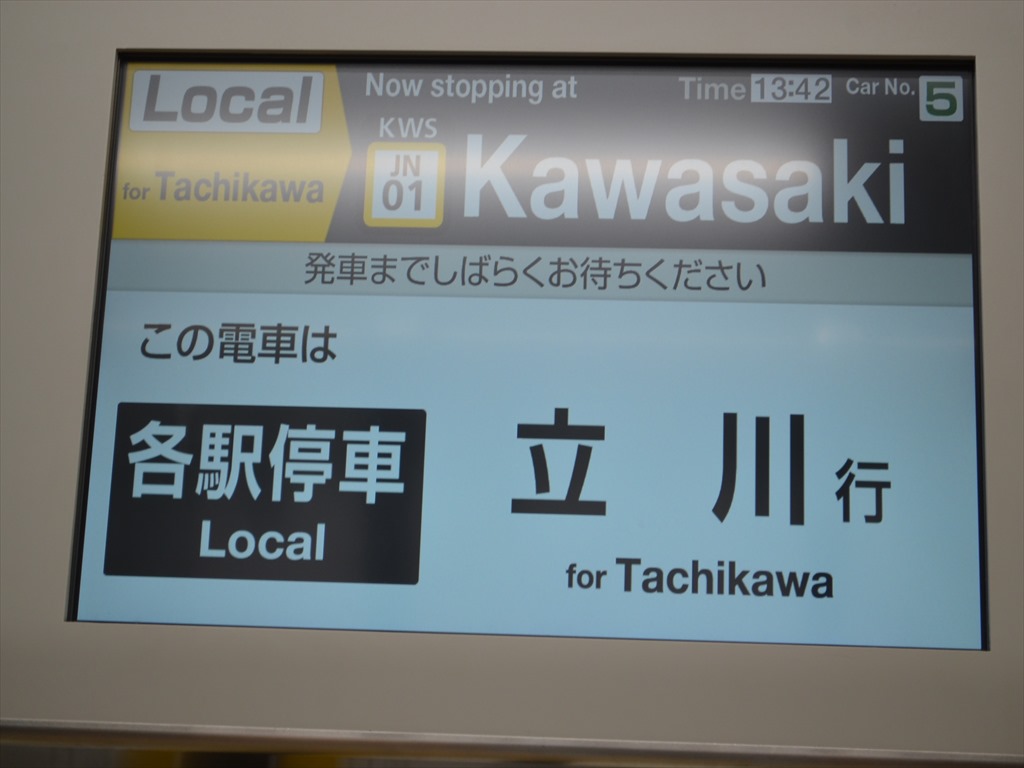 Local
for Tachikawa
Now stopping at
Time 13:42 Car No. 5
KWS
JN
01
Kawasaki
発車までしばらくお待ちください
この電車は
各駅停車
Local
立川行
for Tachikawa